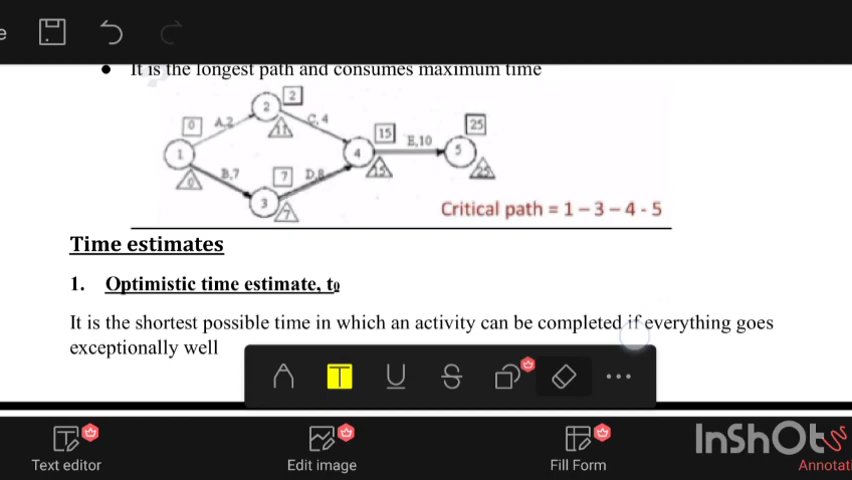 e
• It is the longest path and consumes maximum time
2
2
0
A,2
C,4
11
15
25
1
E,10
4
5
B,7
7
D,8
0
15
25
3
7
Critical path = 1 – 3 – 4 - 5
Time estimates
1. Optimistic time estimate, t0
It is the shortest possible time in which an activity can be completed if everything goes
exceptionally well
T
U
S
InShOt
Text editor
Edit image
Fill Form
Annotati